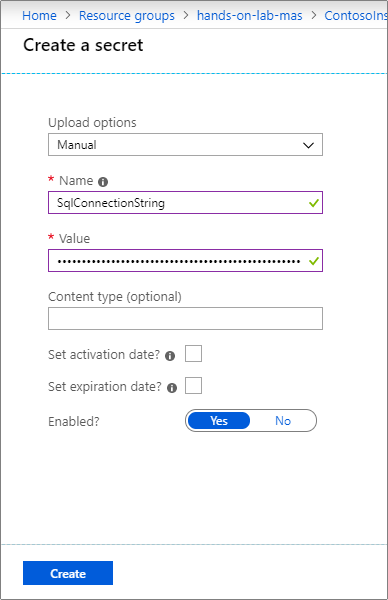 Home > Resource groups > hands-on-lab-mas > ContosoIns
Create a secret
Upload options
Manual
* Name
SqlConnectionString
* Value
••••••••••••••••••••••••••••••••••••••••••••••••••
Content type (optional)
Set activation date?
Set expiration date?
Enabled? Yes No
Create